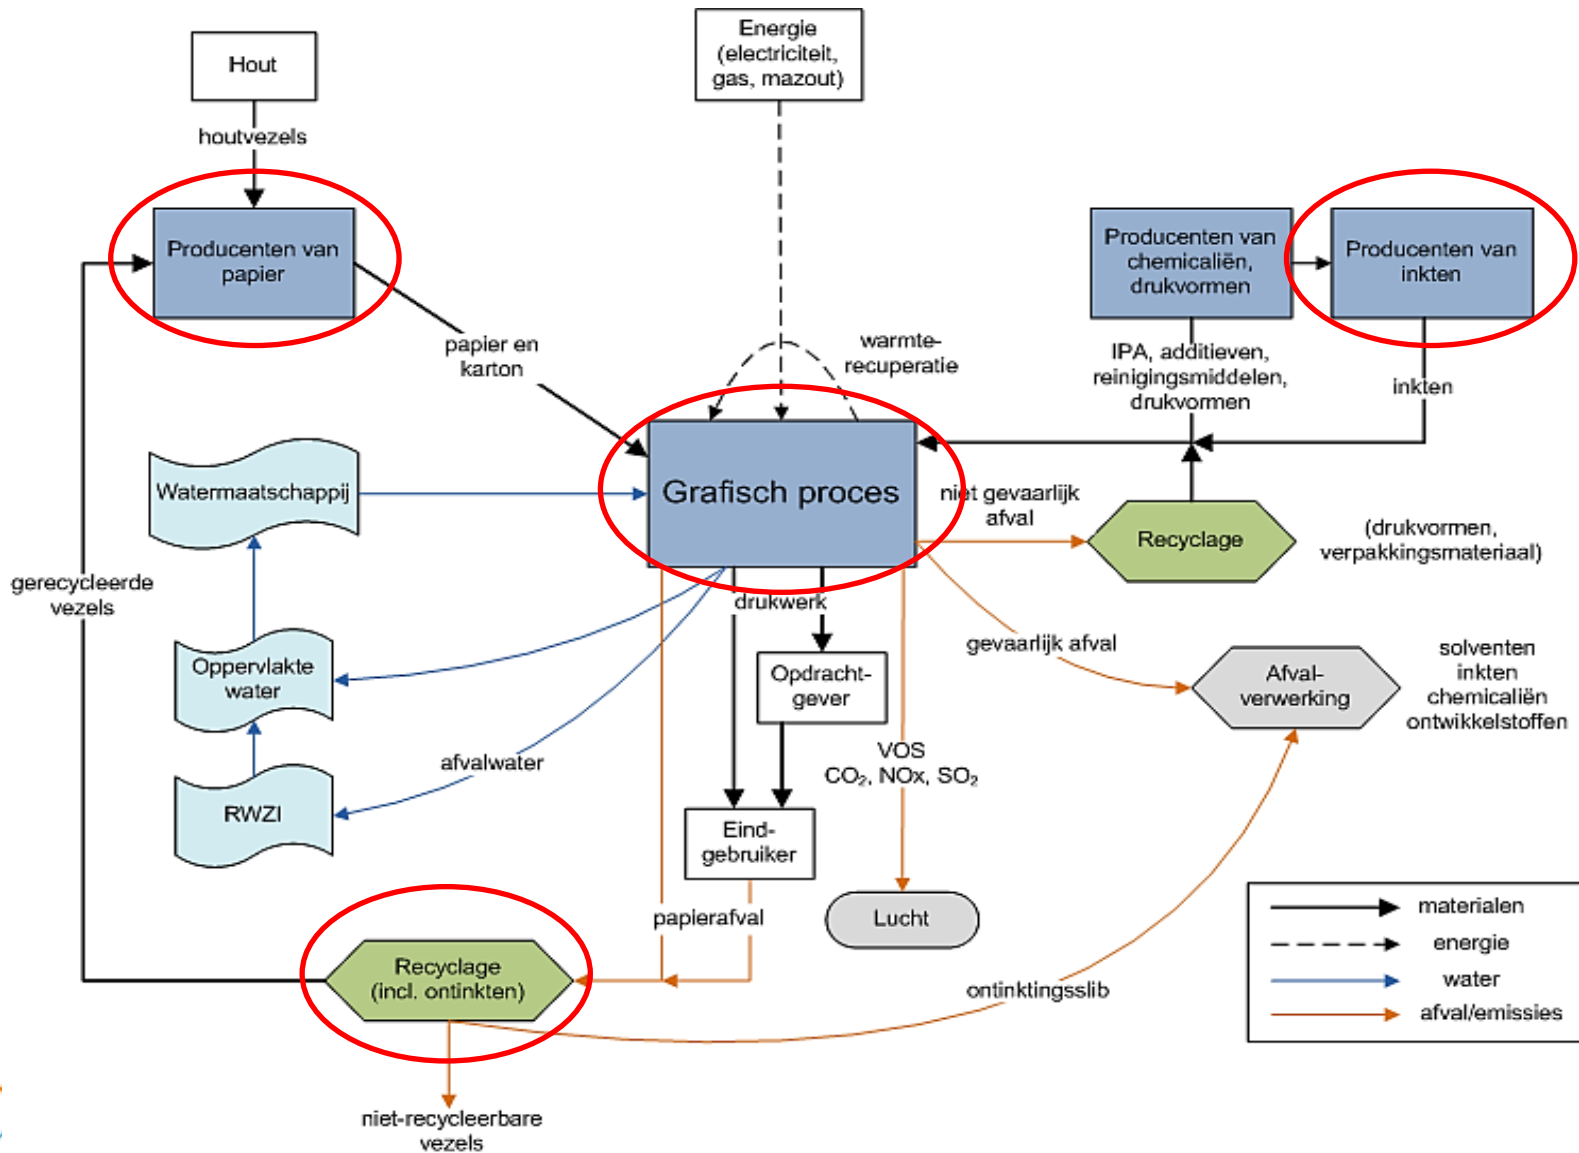 Energie
(electriciteit,
gas, mazout)
Hout
houtvezels
Producenten van
papier
Producenten van
chemicaliën,
drukvormen
Producenten van
inkten
papier en
karton
warmte-
recuperatie
IPA, additieven,
reinigingsmiddelen,
drukvormen
inkten
Watermaatschappij
Grafisch proces
niet gevaarlijk
afval
Recyclage
(drukvormen,
verpakkingsmateriaal)
gerecycleerde
vezels
drukwerk
Oppervlakte
water
Opdracht-
gever
gevaarlijk afval
Afval-
verwerking
solventen
inkten
chemicaliën
ontwikkelstoffen
afvalwater
VOS
CO₂, NOx, SO₂
RWZI
Eind-
gebruiker
papierafval
Lucht
Recyclage
(incl. ontinkten)
ontinktingsslib
materialen
energie
water
afval/emissies
niet-recycleerbare
vezels